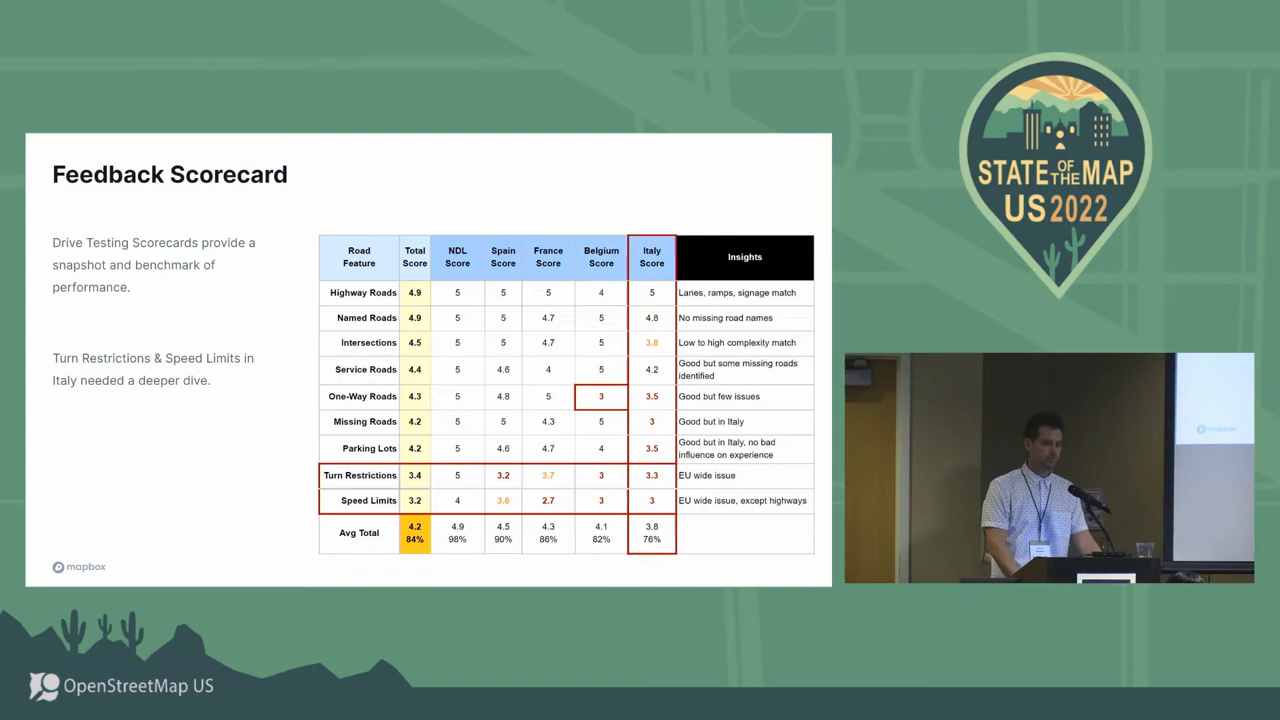 Feedback Scorecard
Drive Testing Scorecards provide a
snapshot and benchmark of
performance.
Turn Restrictions & Speed Limits in
Italy needed a deeper dive.
Road Feature Total Score NDL Score Spain Score France Score Belgium Score Italy Score Insights
Highway Roads 4.9 5 5 5 4 5 Lanes, ramps, signage match
Named Roads 4.9 5 5 4.7 5 4.8 No missing road names
Intersections 4.5 5 5 4.7 5 3.8 Low to high complexity match
Service Roads 4.4 5 4.6 4 5 4.2 Good but some missing roads identified
One-Way Roads 4.3 5 4.8 5 3 3.5 Good but few issues
Missing Roads 4.2 5 5 4.3 5 3 Good but in Italy
Parking Lots 4.2 5 4.6 4.7 4 3.5 Good but in Italy, no bad influence on experience
Turn Restrictions 3.4 5 3.2 3.7 3 3.3 EU wide issue
Speed Limits 3.2 4 3.6 2.7 3 3 EU wide issue, except highways
Avg Total 4.2 84% 4.9 98% 4.5 90% 4.3 86% 4.1 82% 3.8 76%
mapbox
STATE OF THE MAP
US 2022
mapbox
OpenStreetMap US